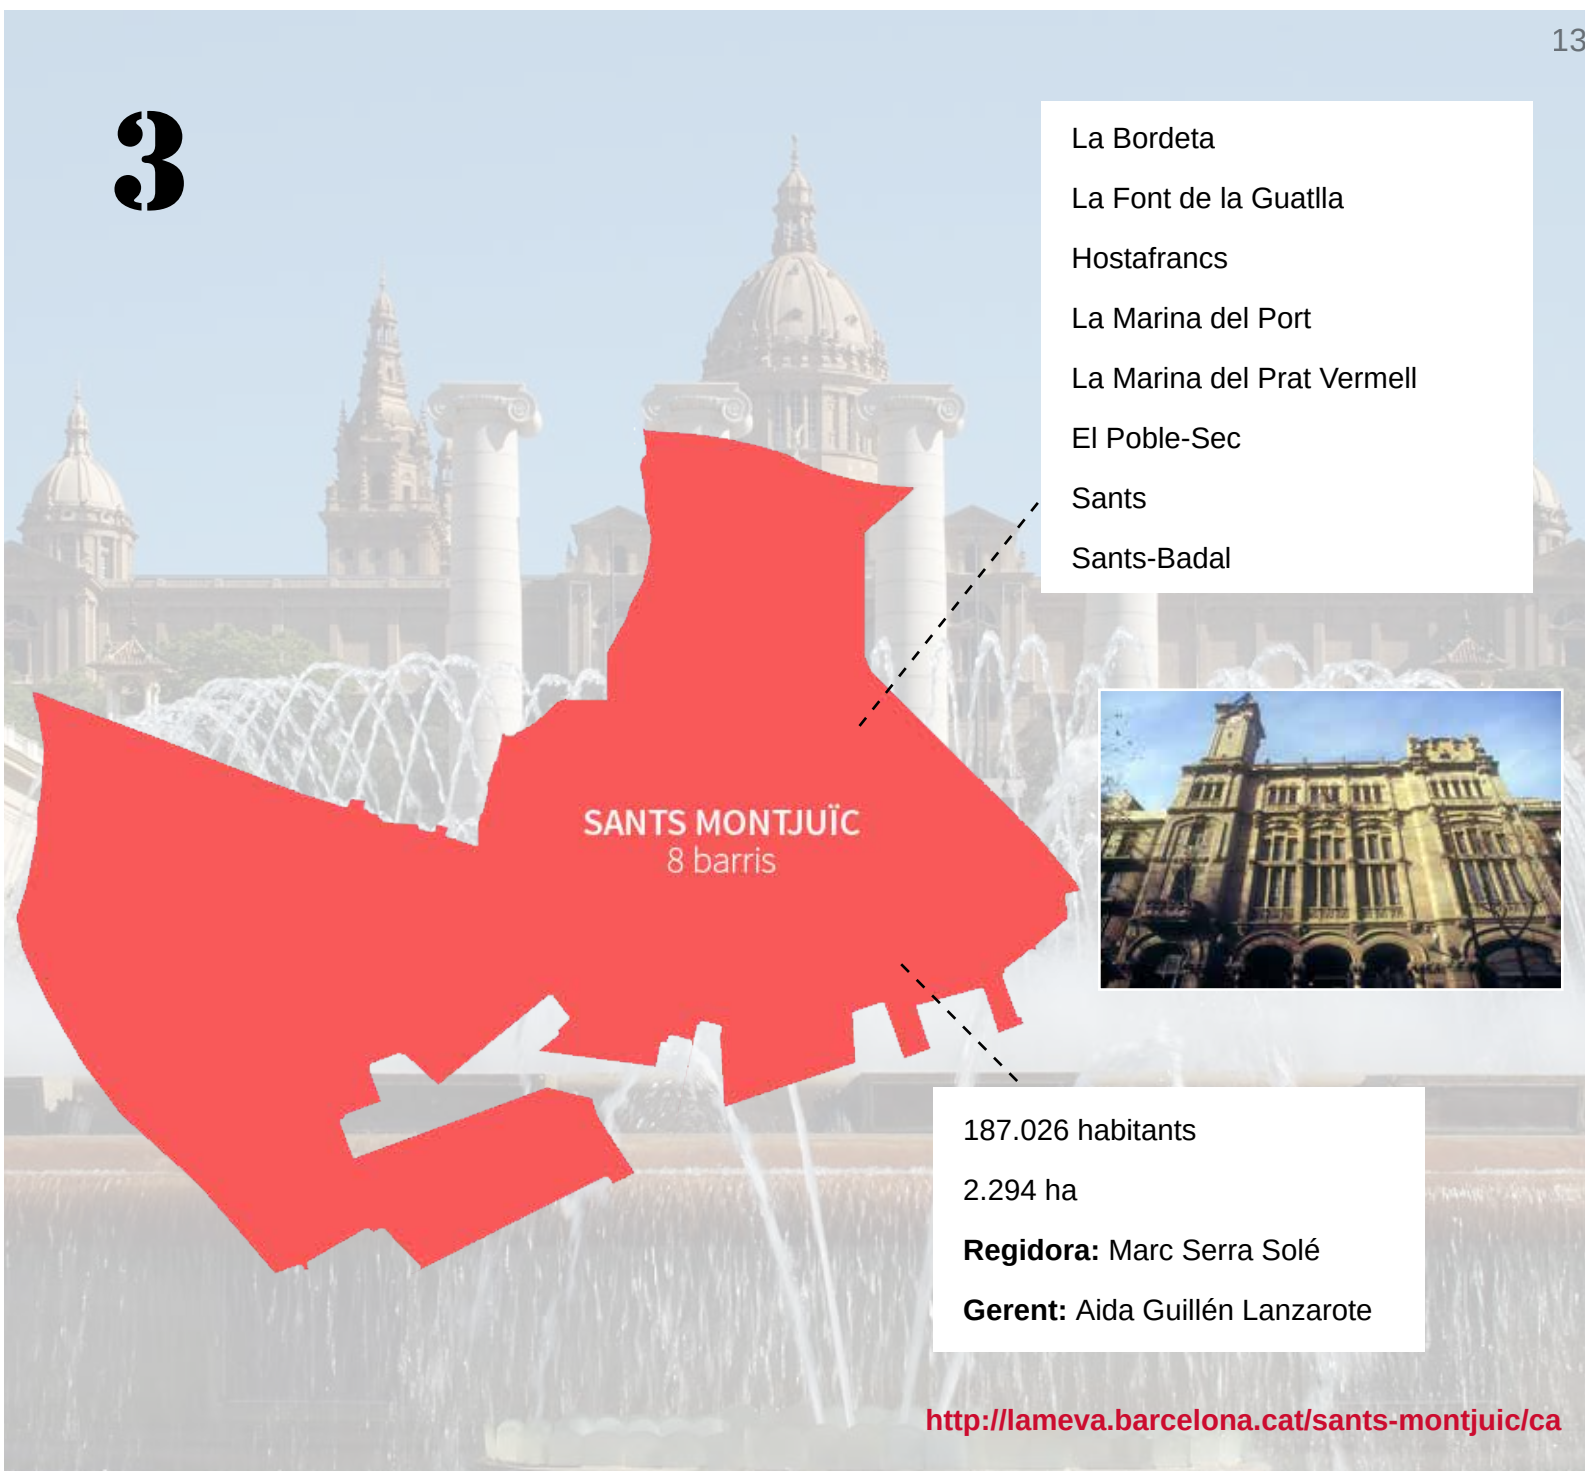 13
3
La Bordeta
La Font de la Guatlla
Hostafrancs
La Marina del Port
La Marina del Prat Vermell
El Poble-Sec
Sants
Sants-Badal
SANTS MONTJUÏC
8 barris
187.026 habitants
2.294 ha
Regidora: Marc Serra Solé
Gerent: Aida Guillén Lanzarote
http://lameva.barcelona.cat/sants-montjuic/ca